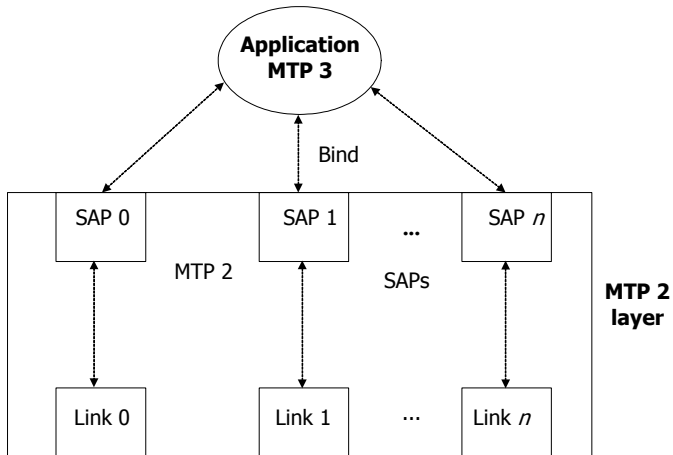 Application
MTP 3
Bind
SAP 0
SAP 1
...
SAP n
MTP 2
SAPs
MTP 2
layer
Link 0
Link 1
...
Link n